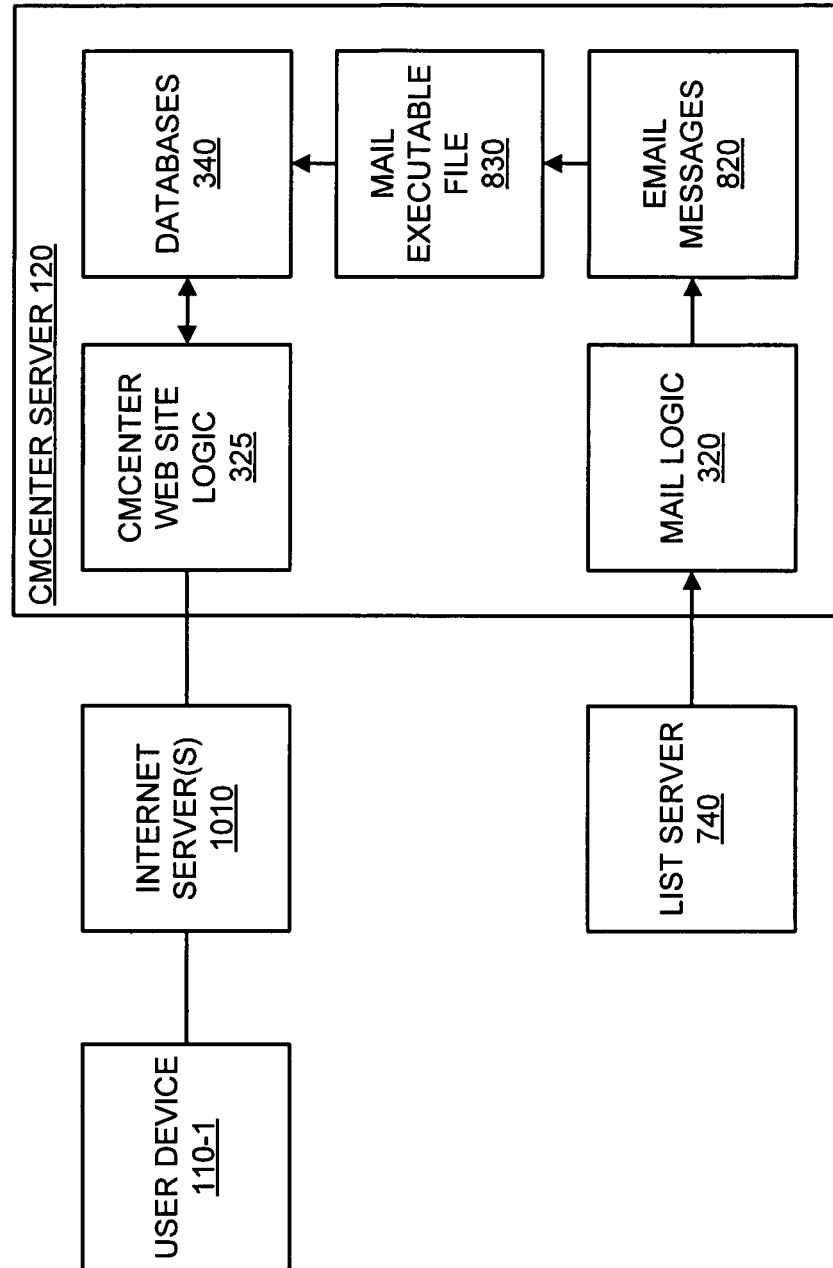 CMCENTER SERVER 120
USER DEVICE
110-1
INTERNET
SERVER(S)
1010
CMCENTER
WEB SITE
LOGIC
325
DATABASES
340
MAIL
EXECUTABLE
FILE
830
LIST SERVER
740
MAIL LOGIC
320
EMAIL
MESSAGES
820